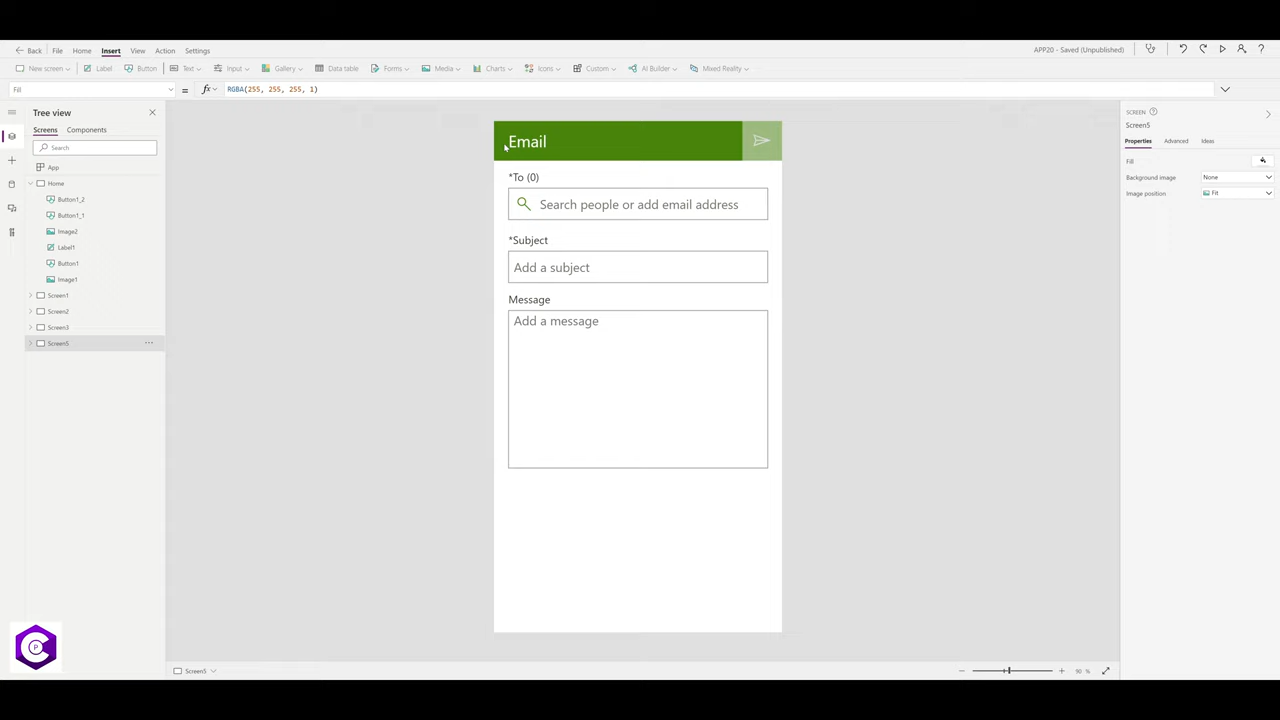 Back File Home Insert View Action Settings APP20 - Saved (Unpublished) ?
New screen Label Button Text Input Gallery Data table Forms Media Charts Icons Custom AI Builder Mixed Reality
Fill = fx RGBA(255, 255, 255, 1)
Tree view
Screens Components
Search
App
Home
Button1_2
Button1_1
Image2
Label1
Button1
Image1
Screen1
Screen2
Screen3
Screen5 ...
Email
*To (0)
Search people or add email address
*Subject
Add a subject
Message
Add a message
SCREEN
Screen5
Properties Advanced Ideas
Fill
Background image None
Image position Fit
CP
Screen5 90 %